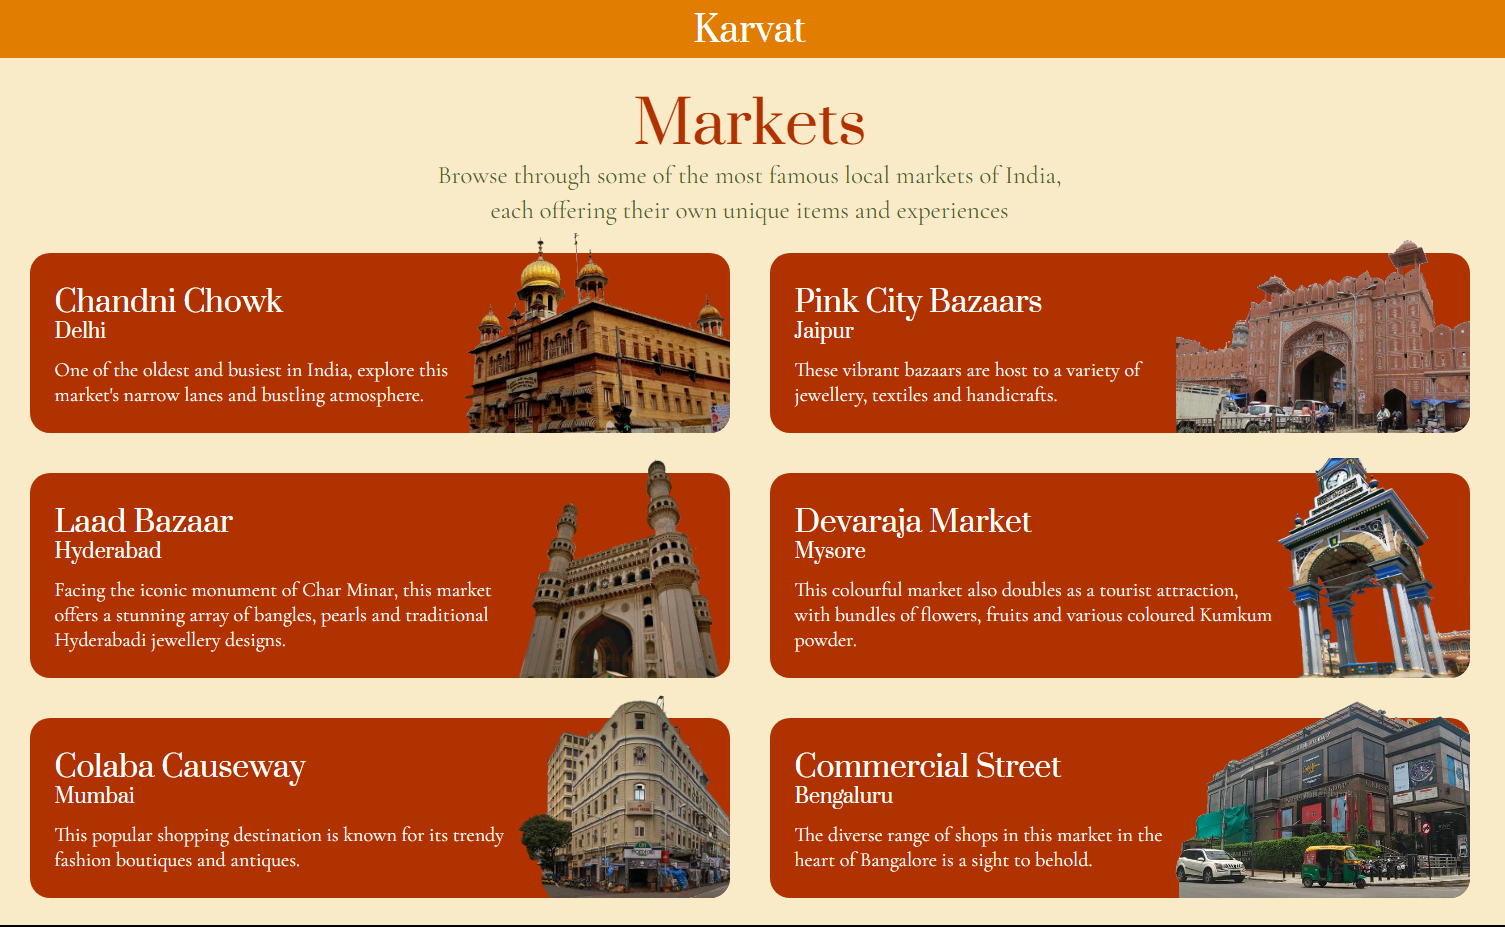 Karvat
Markets
Browse through some of the most famous local markets of India,
each offering their own unique items and experiences
Chandni Chowk
Delhi
One of the oldest and busiest in India, explore this
market's narrow lanes and bustling atmosphere.
Pink City Bazaars
Jaipur
These vibrant bazaars are host to a variety of
jewellery, textiles and handicrafts.
Laad Bazaar
Hyderabad
Facing the iconic monument of Char Minar, this market
offers a stunning array of bangles, pearls and traditional
Hyderabadi jewellery designs.
Devaraja Market
Mysore
This colourful market also doubles as a tourist attraction,
with bundles of flowers, fruits and various coloured Kumkum
powder.
Colaba Causeway
Mumbai
This popular shopping destination is known for its trendy
fashion boutiques and antiques.
Commercial Street
Bengaluru
The diverse range of shops in this market in the
heart of Bangalore is a sight to behold.